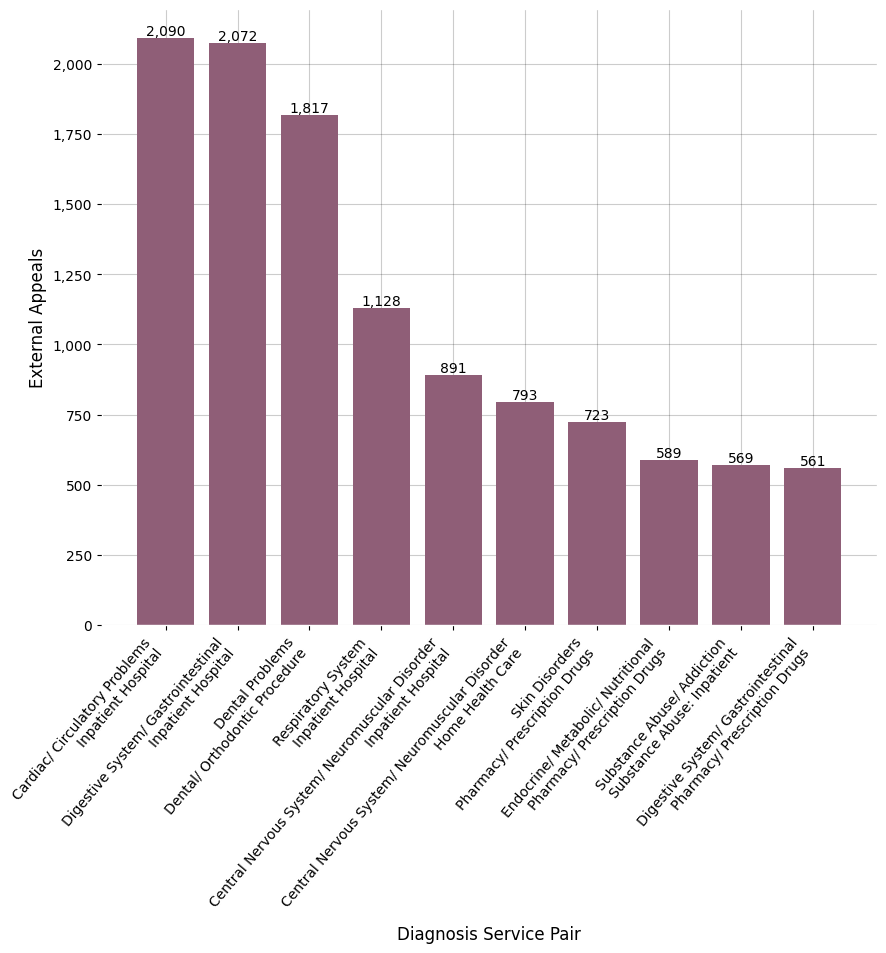 2,090
2,072
1,817
1,128
891
793
723
589
569
561
2,000
1,750
1,500
1,250
1,000
750
500
250
0
External Appeals
Cardiac/ Circulatory Problems
Inpatient Hospital
Digestive System/ Gastrointestinal
Inpatient Hospital
Dental Problems
Dental/ Orthodontic Procedure
Respiratory System
Inpatient Hospital
Central Nervous System/ Neuromuscular Disorder
Inpatient Hospital
Central Nervous System/ Neuromuscular Disorder
Home Health Care
Skin Disorders
Pharmacy/ Prescription Drugs
Endocrine/ Metabolic/ Nutritional
Pharmacy/ Prescription Drugs
Substance Abuse/ Addiction
Substance Abuse: Inpatient
Digestive System/ Gastrointestinal
Pharmacy/ Prescription Drugs
Diagnosis Service Pair